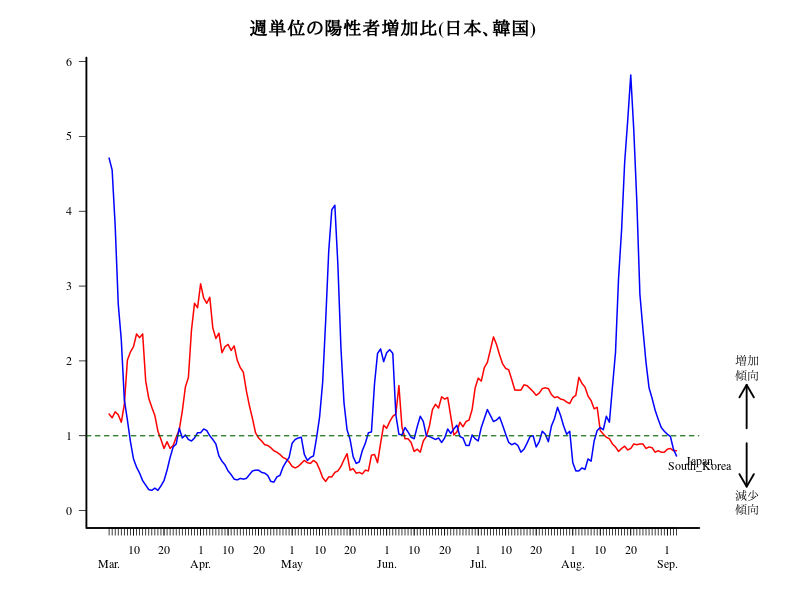 週単位の陽性者増加比(日本、韓国)
6
5
4
3
2
1
0
増加
傾向
減少
傾向
Japan
South_Korea
10 20 1 10 20 1 10 20 1 10 20 1 10 20 1 10 20 1
Mar. Apr. May Jun. Jul. Aug. Sep.